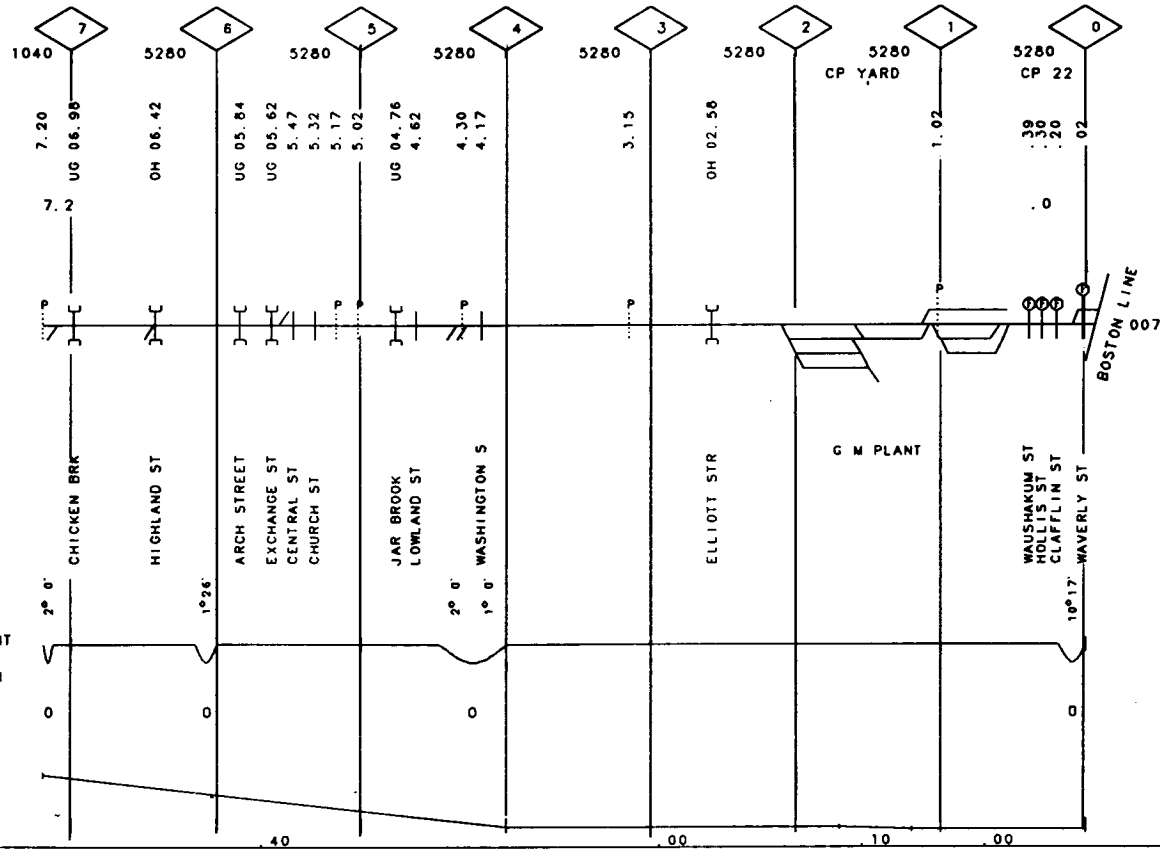 7 6 5 4 3 2 1 0
1040 5280 5280 5280 5280 5280 5280 5280
CP YARD CP 22
7.20
UG 06.98
OH 06.42
UG 05.84
UG 05.62
5.47
5.32
5.17
5.02
UG 04.76
4.62
4.30
4.17
3.15
OH 02.58
1.02
.39
.30
.20
02
7.2 .0
P P P P P P
BOSTON LINE
007
G M PLANT
CHICKEN BRK
HIGHLAND ST
ARCH STREET
EXCHANGE ST
CENTRAL ST
CHURCH ST
JAR BROOK
LOWLAND ST
WASHINGTON S
ELLIOTT STR
WAUSHAKUM ST
HOLLIS ST
CLAFFLIN ST
WAVERLY ST
2° 0' 1°26' 2° 0' 1° 0' 10°17'
0 0 0 0
.40 .00 .10 .00